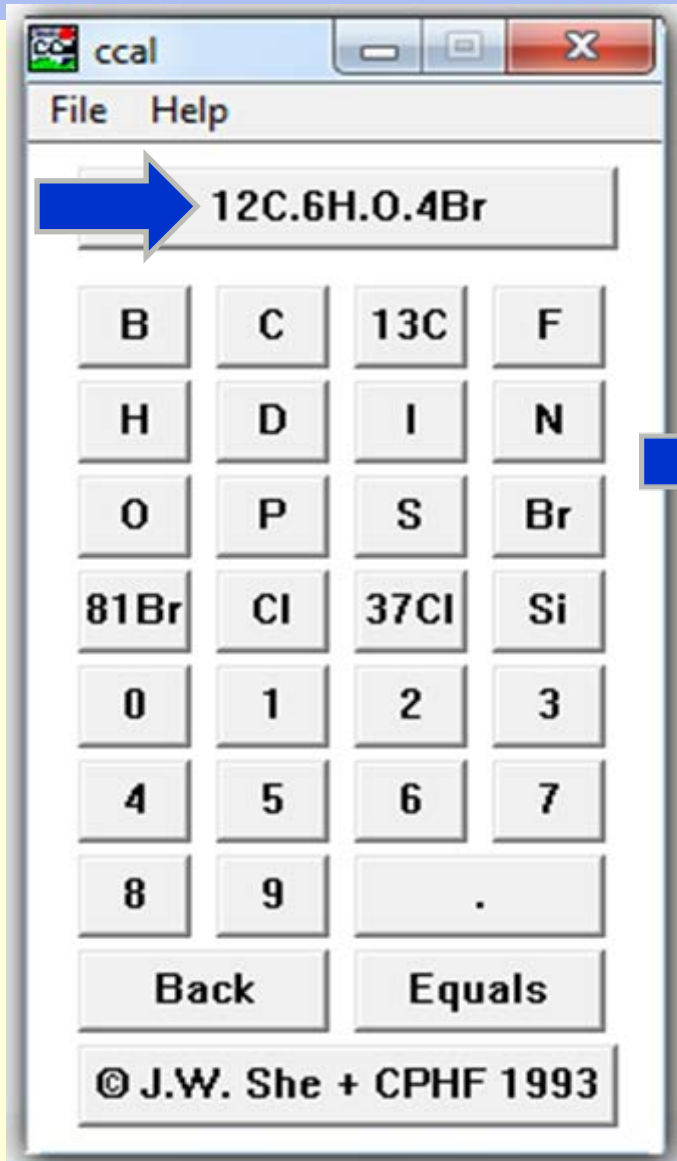 ccal
File Help
12C.6H.O.4Br
B C 13C F
H D I N
O P S Br
81Br Cl 37Cl Si
0 1 2 3
4 5 6 7
8 9 .
Back Equals
© J.W. She + CPHF 1993